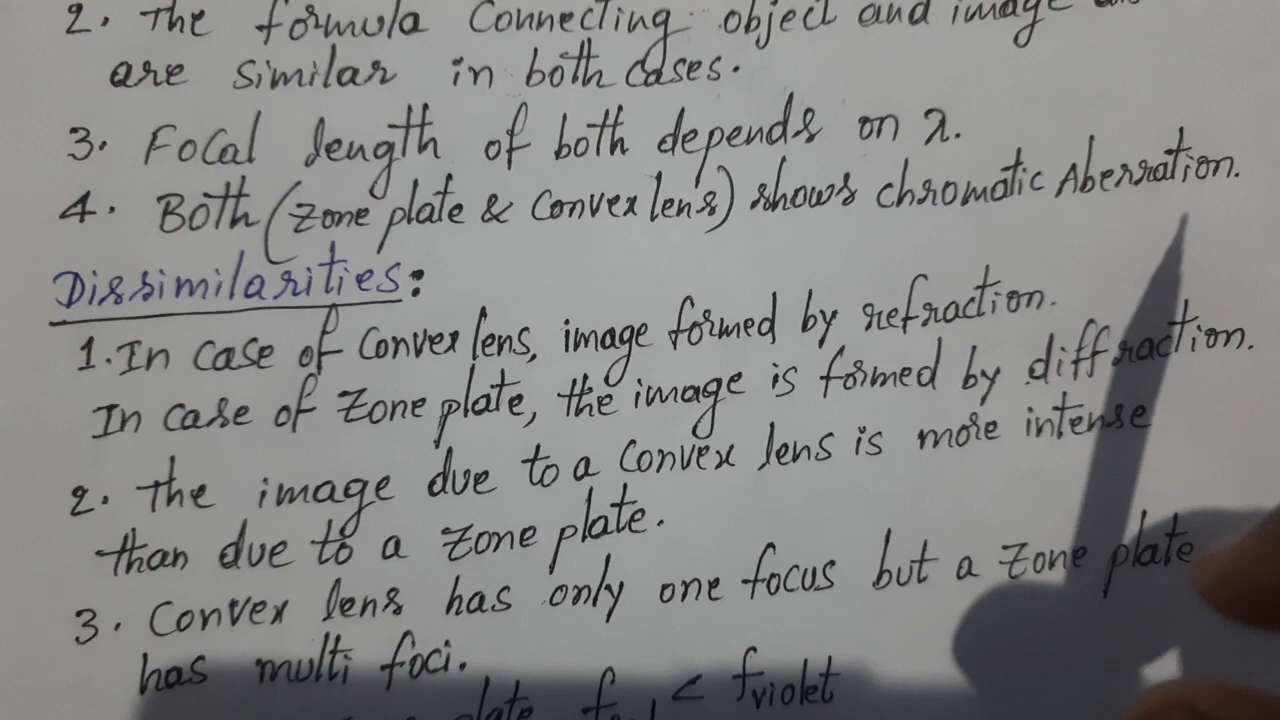 2. The formula Connecting object and image
are similar in both cases.
3. Focal length of both depends on λ.
4. Both (Zone plate & Convex lens) shows chromatic Aberration.
Dissimilarities:
1. In case of Convex lens, image formed by refraction.
In case of Zone plate, the image is formed by diffraction.
2. The image due to a Convex lens is more intense
than due to a zone plate.
3. Convex lens has only one focus but a zone plate
has multi foci.
< fviolet